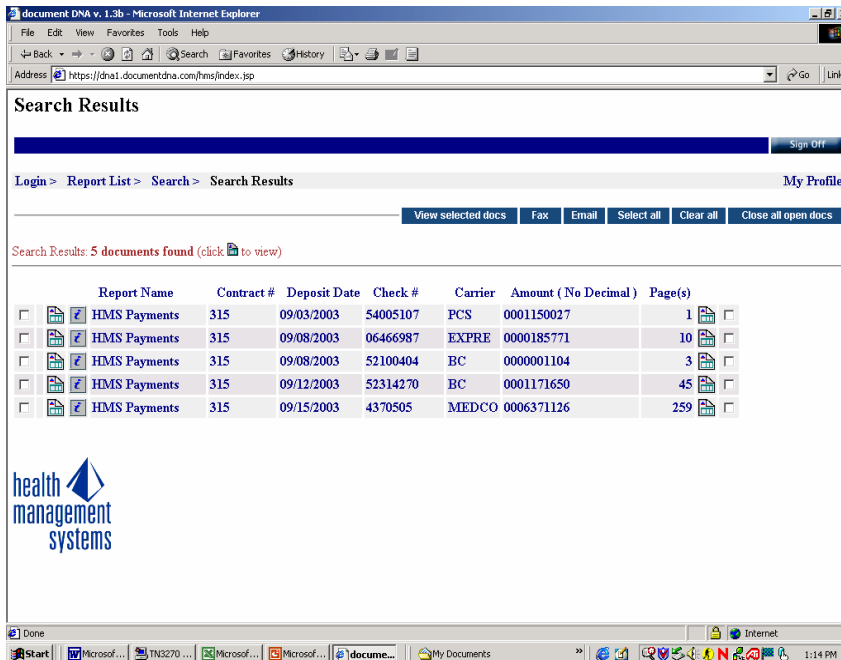 document DNA v. 1.3b - Microsoft Internet Explorer
File Edit View Favorites Tools Help
Back Search Favorites History
Address https://dna1.documentdna.com/hms/index.jsp Go Link
Search Results
Sign Off
Login > Report List > Search > Search Results My Profile
View selected docs Fax Email Select all Clear all Close all open docs
Search Results: 5 documents found (click to view)
Report Name Contract # Deposit Date Check # Carrier Amount ( No Decimal ) Page(s)
i HMS Payments 315 09/03/2003 54005107 PCS 0001150027 1
i HMS Payments 315 09/08/2003 06466987 EXPRE 0000185771 10
i HMS Payments 315 09/08/2003 52100404 BC 0000001104 3
i HMS Payments 315 09/12/2003 52314270 BC 0001171650 45
i HMS Payments 315 09/15/2003 4370505 MEDCO 0006371126 259
health
management
systems
Done Internet
Start Microsof... TN3270 ... Microsof... Microsof... docume... My Documents » 1:14 PM